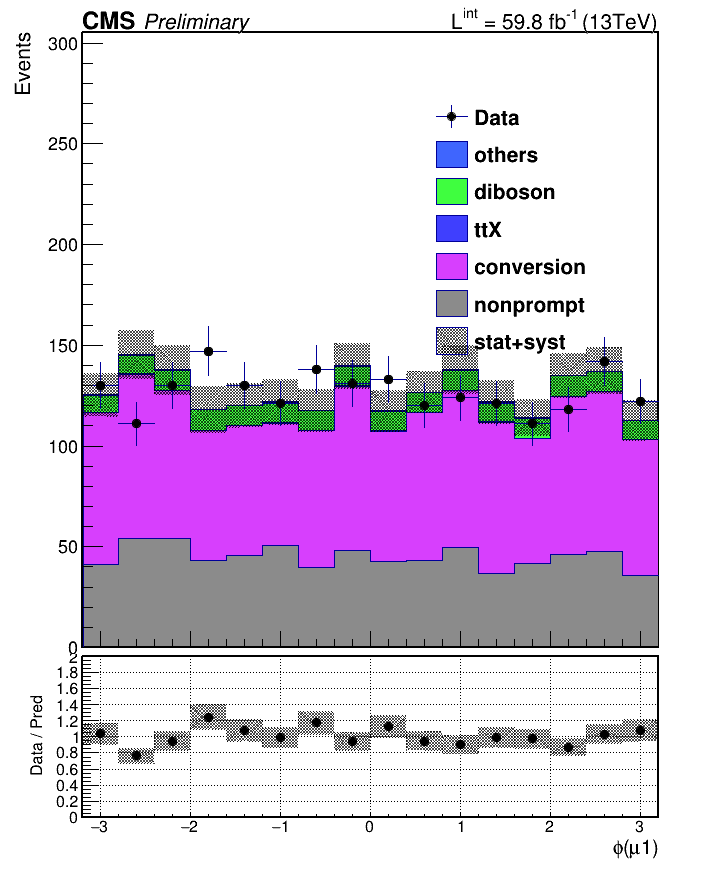 CMS Preliminary
L^int = 59.8 fb^-1 (13TeV)
Events
300
250
200
150
100
50
0
Data
others
diboson
ttX
conversion
nonprompt
stat+syst
Data / Pred
2
1.8
1.6
1.4
1.2
1
0.8
0.6
0.4
0.2
0
−3 −2 −1 0 1 2 3
ϕ(μ1)